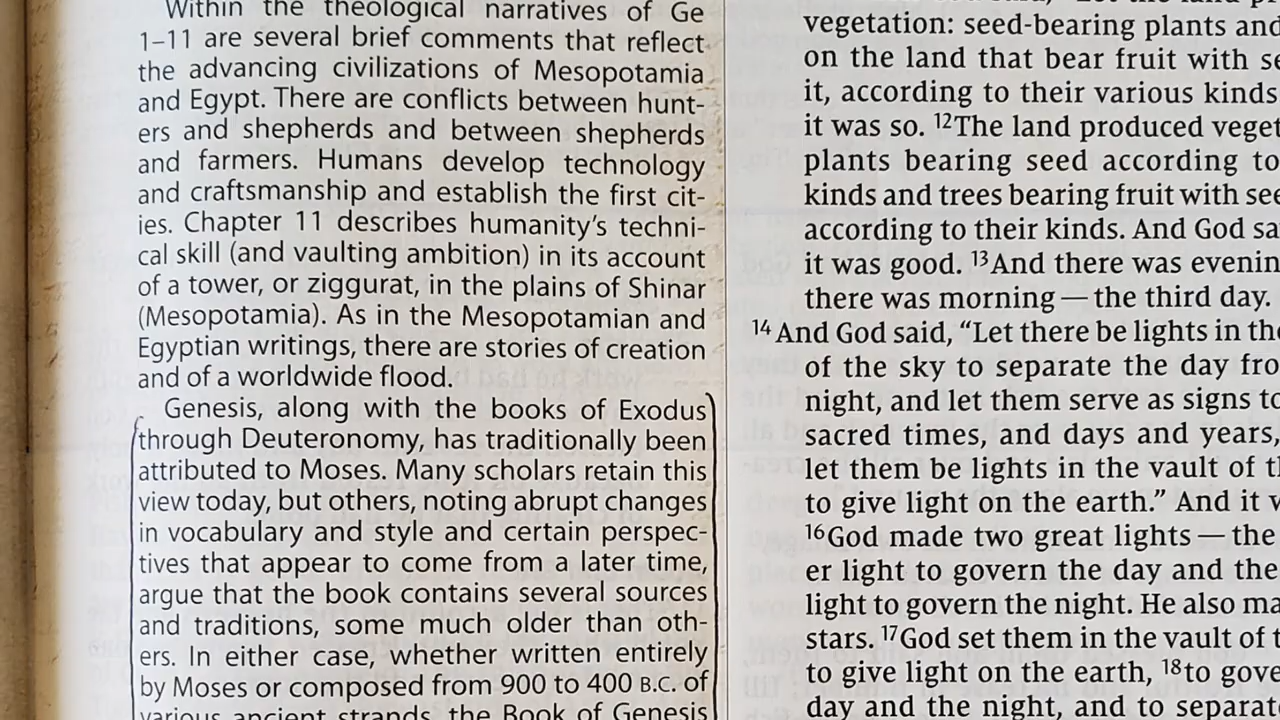 Within the theological narratives of Ge
1–11 are several brief comments that reflect
the advancing civilizations of Mesopotamia
and Egypt. There are conflicts between hunt-
ers and shepherds and between shepherds
and farmers. Humans develop technology
and craftsmanship and establish the first cit-
ies. Chapter 11 describes humanity’s techni-
cal skill (and vaulting ambition) in its account
of a tower, or ziggurat, in the plains of Shinar
(Mesopotamia). As in the Mesopotamian and
Egyptian writings, there are stories of creation
and of a worldwide flood.
Genesis, along with the books of Exodus
through Deuteronomy, has traditionally been
attributed to Moses. Many scholars retain this
view today, but others, noting abrupt changes
in vocabulary and style and certain perspec-
tives that appear to come from a later time,
argue that the book contains several sources
and traditions, some much older than oth-
ers. In either case, whether written entirely
by Moses or composed from 900 to 400 B.C. of
various ancient strands, the Book of Genesis
vegetation: seed-bearing plants and
on the land that bear fruit with
it, according to their various kinds
it was so. 12The land produced
plants bearing seed according to
kinds and trees bearing fruit with
according to their kinds. And God
it was good. 13And there was
there was morning — the third day.
14 And God said, “Let there be lights in
of the sky to separate the day
night, and let them serve as signs
sacred times, and days and years,
let them be lights in the vault of
to give light on the earth.” And it
16God made two great lights — the
er light to govern the day and the
light to govern the night. He also
stars. 17God set them in the vault of
to give light on the earth, 18to
day and the night, and to